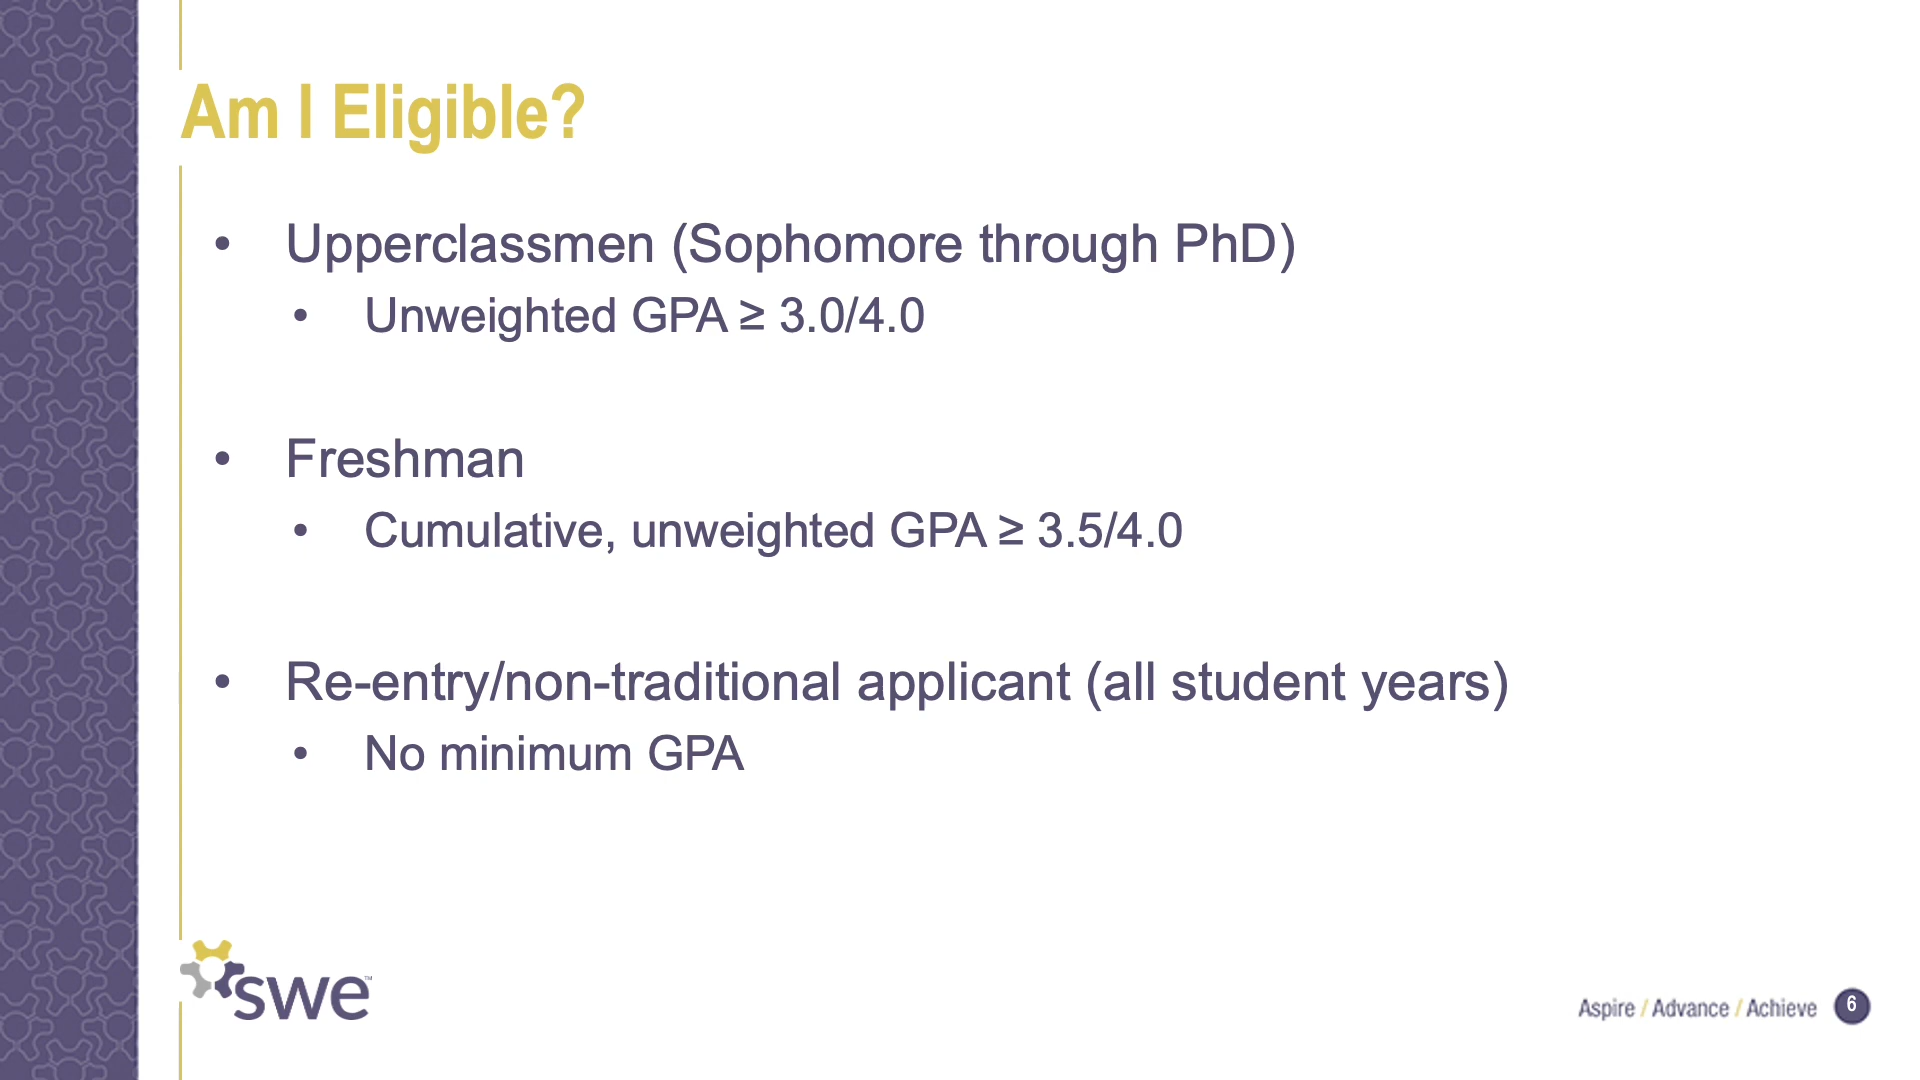 Am I Eligible?
• Upperclassmen (Sophomore through PhD)
• Unweighted GPA ≥ 3.0/4.0
• Freshman
• Cumulative, unweighted GPA ≥ 3.5/4.0
• Re-entry/non-traditional applicant (all student years)
• No minimum GPA
swe™
Aspire / Advance / Achieve 6